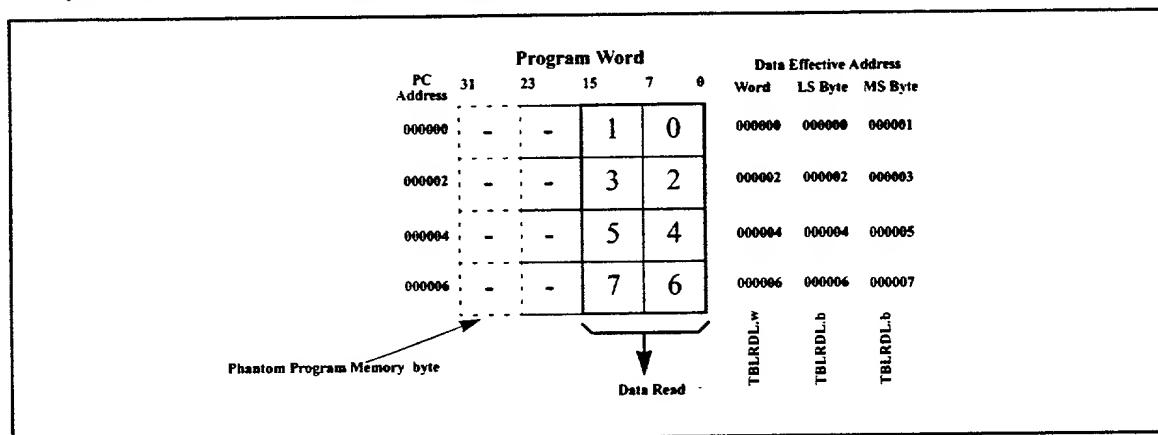 Program Word
Data Effective Address
PC Address 31 23 15 7 0 Word LS Byte MS Byte
000000 - - 1 0 000000 000000 000001
000002 - - 3 2 000002 000002 000003
000004 - - 5 4 000004 000004 000005
000006 - - 7 6 000006 000006 000007
TBLRDL.w TBLRDL.b TBLRDL.b
Phantom Program Memory byte
Data Read